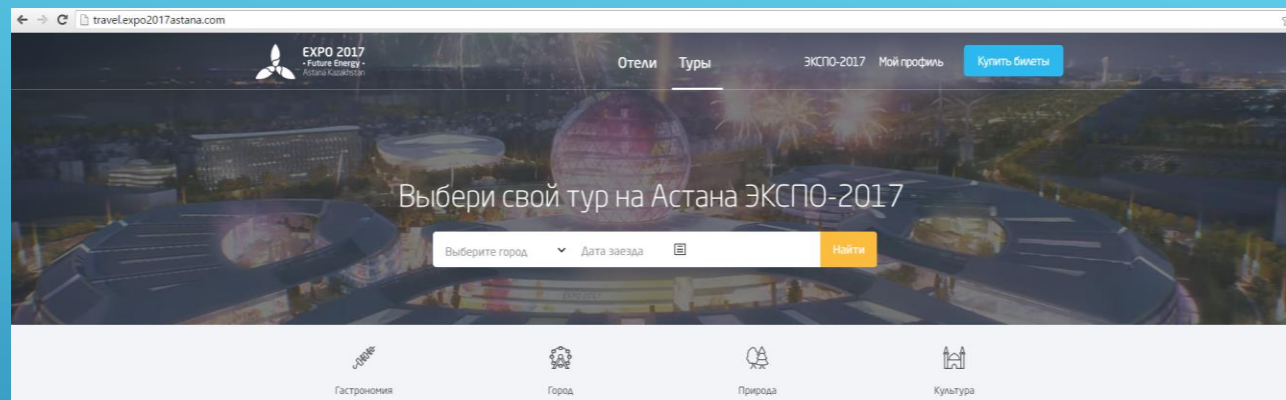 travel.expo2017astana.com
EXPO 2017
• Future Energy •
Astana Kazakhstan
Отели Туры ЭКСПО-2017 Мой профиль Купить билеты
Выбери свой тур на Астана ЭКСПО-2017
Выберите город Дата заезда Найти
Гастрономия Город Природа Культура